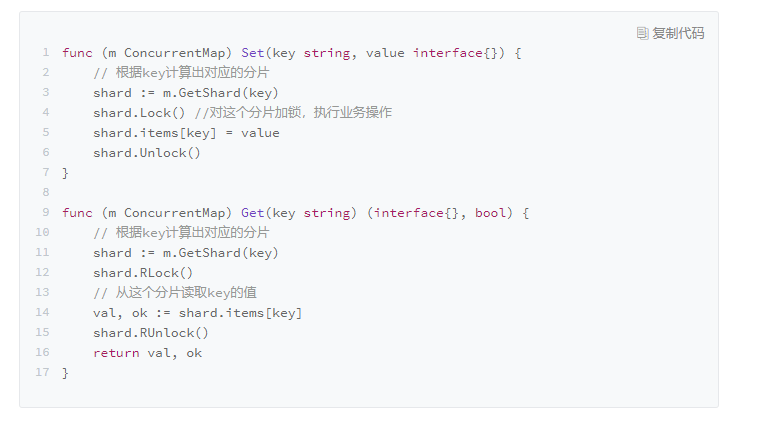 复制代码
1 func (m ConcurrentMap) Set(key string, value interface{}) {
2     // 根据key计算出对应的分片
3     shard := m.GetShard(key)
4     shard.Lock() //对这个分片加锁，执行业务操作
5     shard.items[key] = value
6     shard.Unlock()
7 }
8
9 func (m ConcurrentMap) Get(key string) (interface{}, bool) {
10     // 根据key计算出对应的分片
11     shard := m.GetShard(key)
12     shard.RLock()
13     // 从这个分片读取key的值
14     val, ok := shard.items[key]
15     shard.RUnlock()
16     return val, ok
17 }